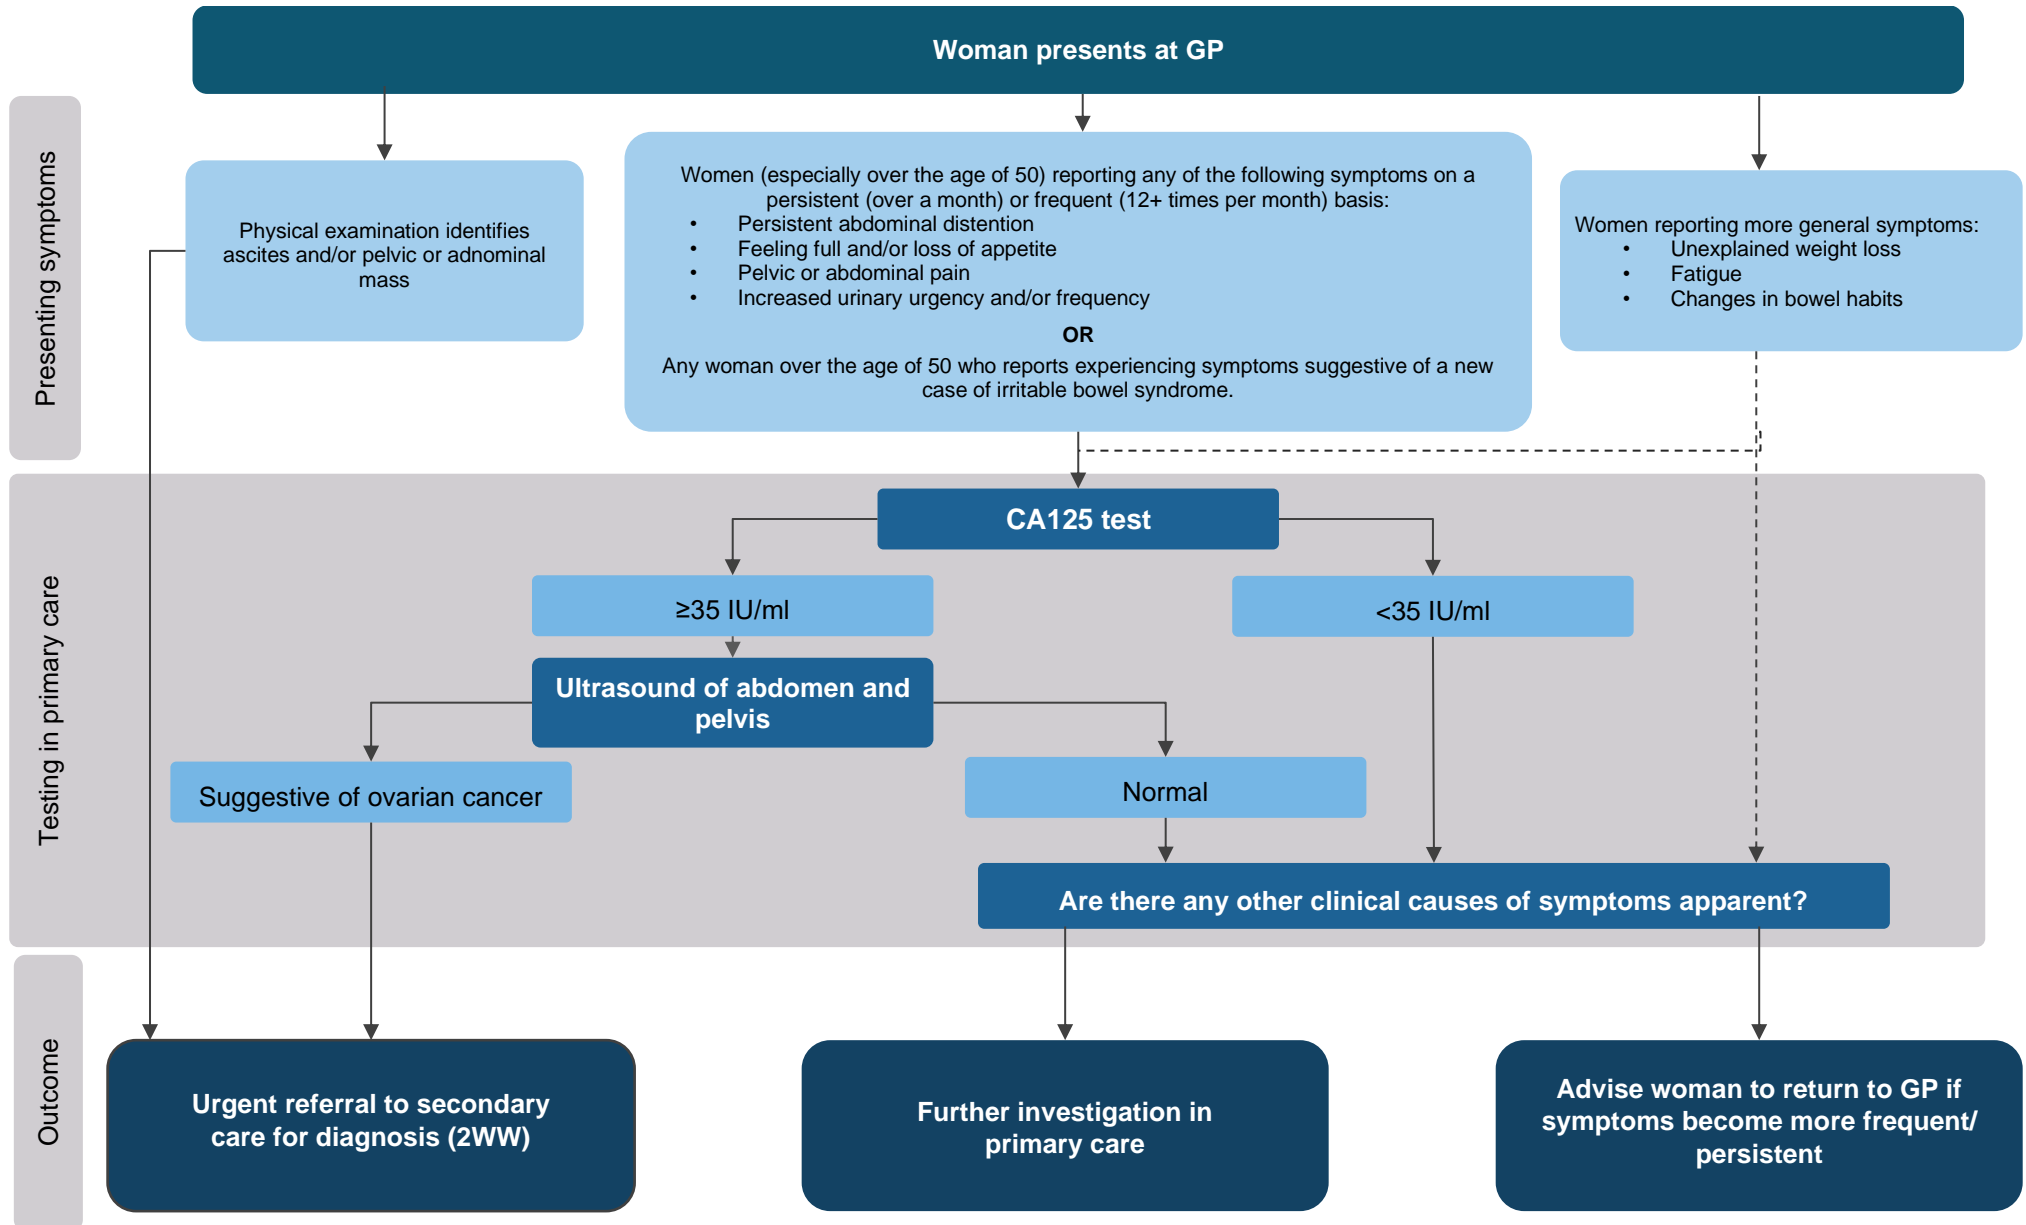 Woman presents at GP
Presenting symptoms
Physical examination identifies
ascites and/or pelvic or adnominal
mass
Women (especially over the age of 50) reporting any of the following symptoms on a
persistent (over a month) or frequent (12+ times per month) basis:
• Persistent abdominal distention
• Feeling full and/or loss of appetite
• Pelvic or abdominal pain
• Increased urinary urgency and/or frequency
OR
Any woman over the age of 50 who reports experiencing symptoms suggestive of a new
case of irritable bowel syndrome.
Women reporting more general symptoms:
• Unexplained weight loss
• Fatigue
• Changes in bowel habits
Testing in primary care
CA125 test
≥35 IU/ml
<35 IU/ml
Ultrasound of abdomen and
pelvis
Suggestive of ovarian cancer
Normal
Are there any other clinical causes of symptoms apparent?
Outcome
Urgent referral to secondary
care for diagnosis (2WW)
Further investigation in
primary care
Advise woman to return to GP if
symptoms become more frequent/
persistent